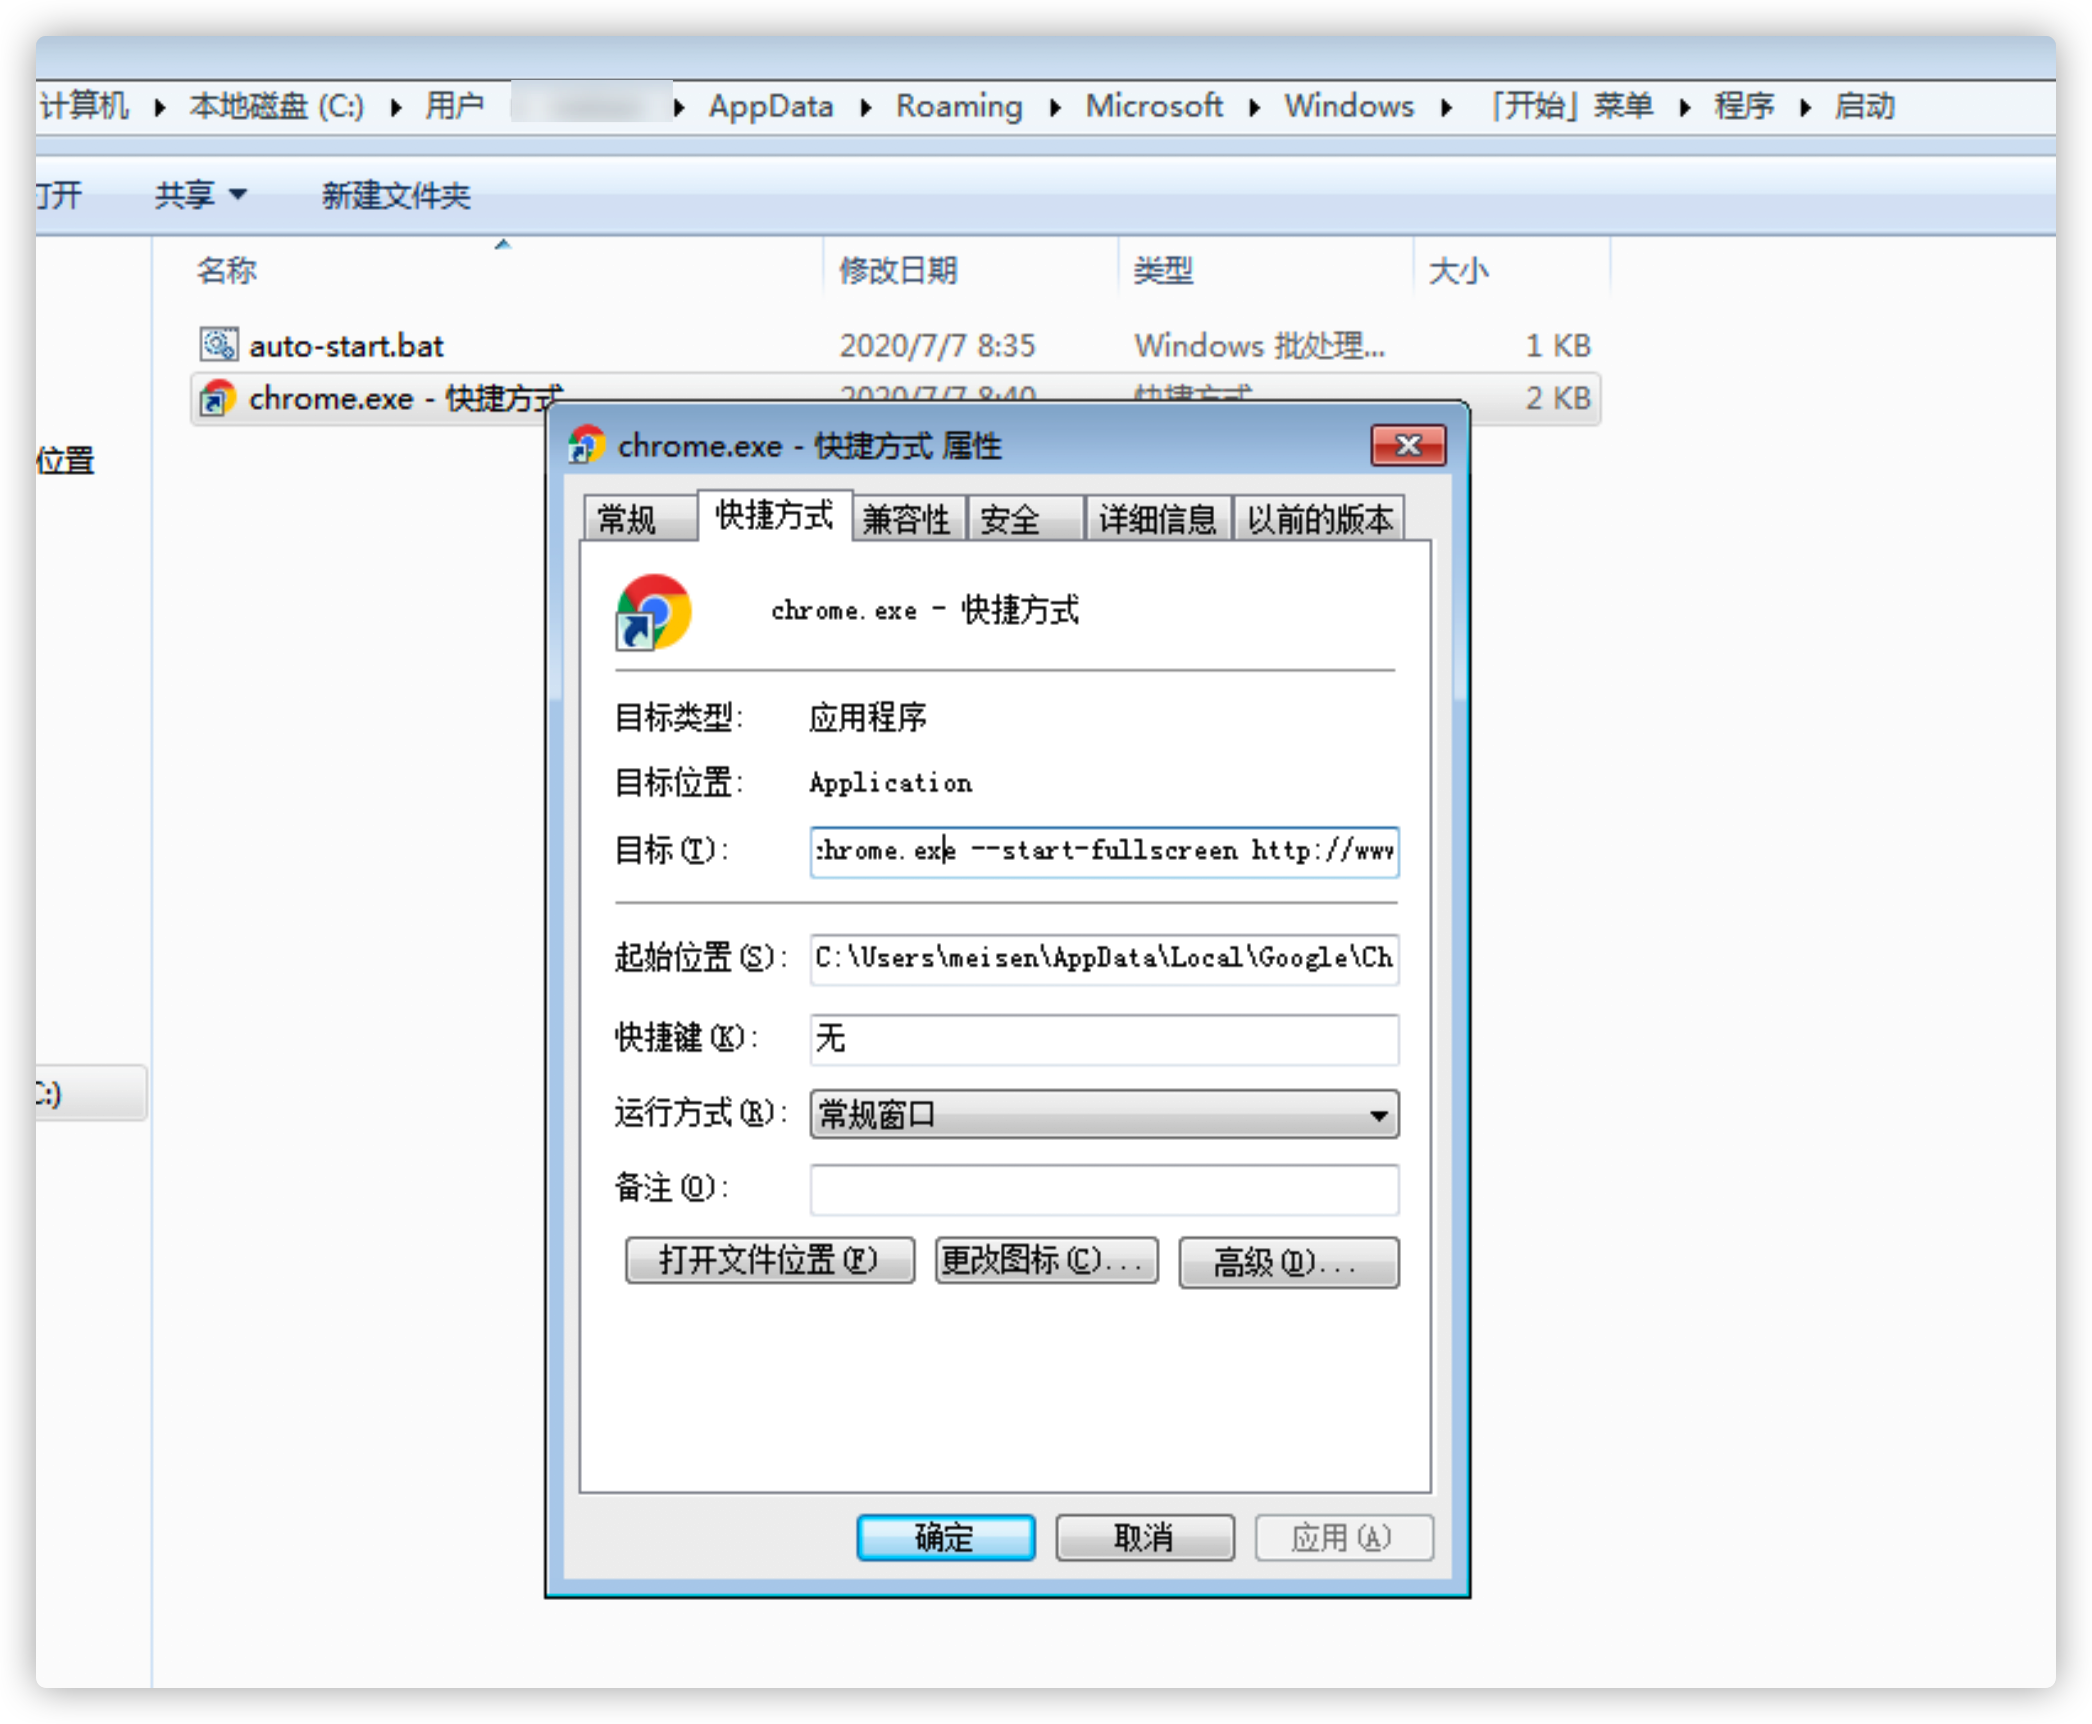 计算机 ▸ 本地磁盘 (C:) ▸ 用户 ▸ AppData ▸ Roaming ▸ Microsoft ▸ Windows ▸ 「开始」菜单 ▸ 程序 ▸ 启动
打开 共享 新建文件夹
名称 修改日期 类型 大小
auto-start.bat 2020/7/7 8:35 Windows 批处理... 1 KB
chrome.exe - 快捷方式 2020/7/7 8:40 快捷方式 2 KB
位置
C:)
chrome.exe - 快捷方式 属性
常规 快捷方式 兼容性 安全 详细信息 以前的版本
chrome.exe - 快捷方式
目标类型: 应用程序
目标位置: Application
目标(T): chrome.exe --start-fullscreen http://www
起始位置(S): C:\Users\meisen\AppData\Local\Google\Ch
快捷键(K): 无
运行方式(R): 常规窗口
备注(O):
打开文件位置(F) 更改图标(C)... 高级(D)...
确定 取消 应用(A)